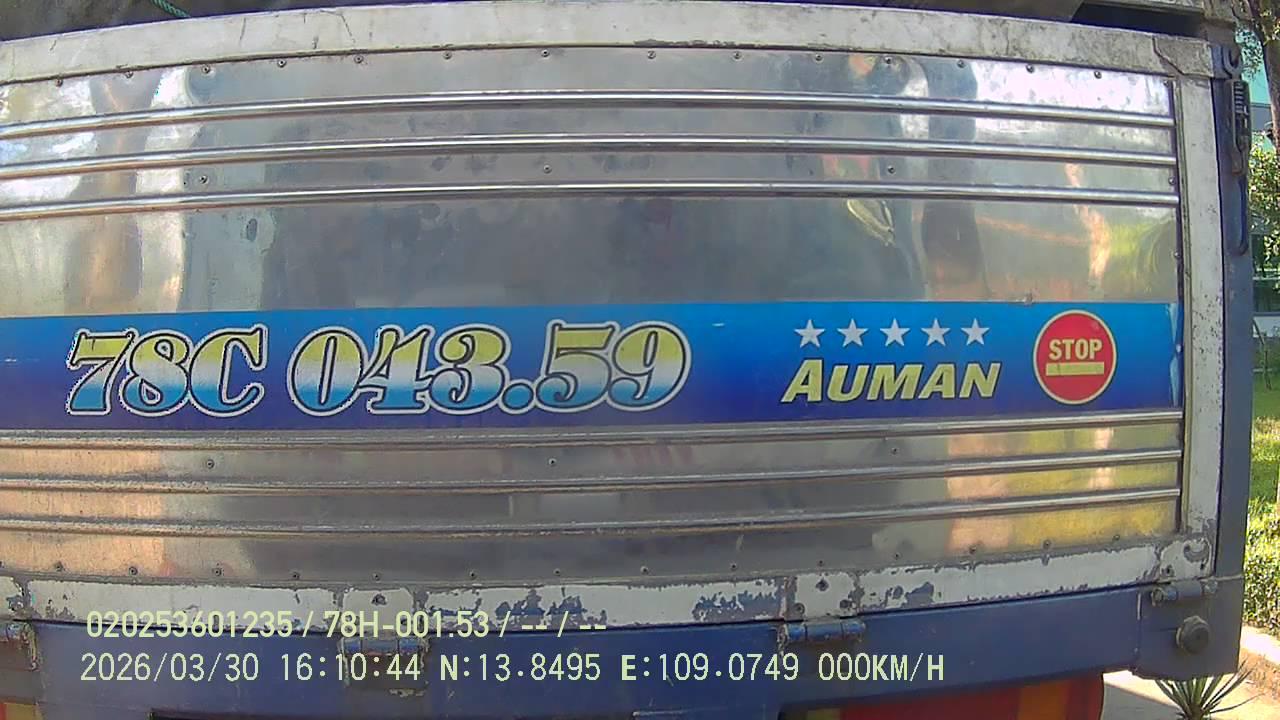 78C 043.59
AUMAN
STOP
020253601235 / 78H-001.53 / -- / --
2026/03/30 16:10:44 N:13.8495 E:109.0749 000KM/H